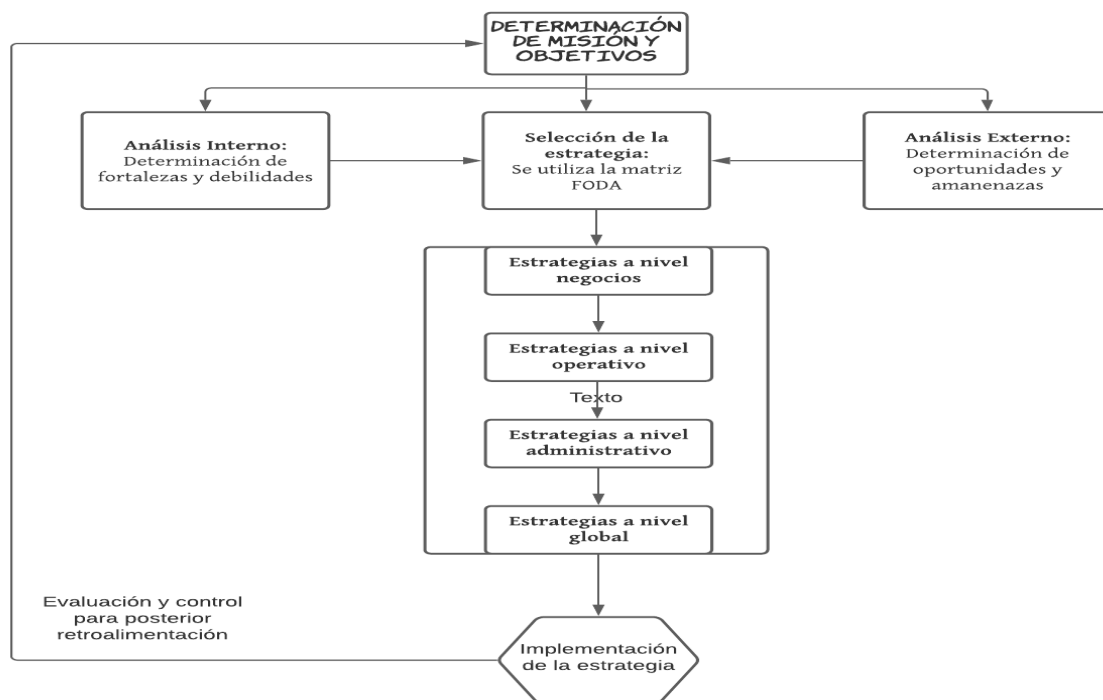 DETERMINACIÓN
DE MISIÓN Y
OBJETIVOS
Análisis Interno:
Determinación de
fortalezas y debilidades
Selección de la
estrategia:
Se utiliza la matriz
FODA
Análisis Externo:
Determinación de
oportunidades y
amanenazas
Estrategias a nivel
negocios
Estrategias a nivel
operativo
Texto
Estrategias a nivel
administrativo
Estrategias a nivel
global
Evaluación y control
para posterior
retroalimentación
Implementación
de la estrategia